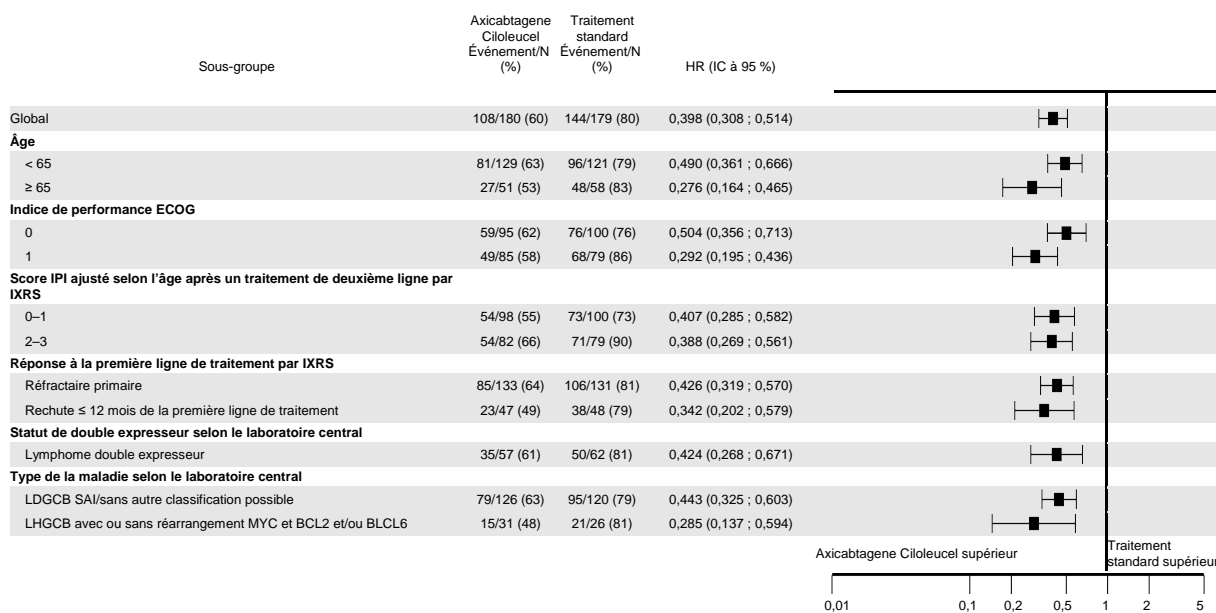 Sous-groupe
Axicabtagene
Ciloleucel
Événement/N
(%)
Traitement
standard
Événement/N
(%)
HR (IC à 95 %)
Global 108/180 (60) 144/179 (80) 0,398 (0,308 ; 0,514)
Âge
< 65 81/129 (63) 96/121 (79) 0,490 (0,361 ; 0,666)
≥ 65 27/51 (53) 48/58 (83) 0,276 (0,164 ; 0,465)
Indice de performance ECOG
0 59/95 (62) 76/100 (76) 0,504 (0,356 ; 0,713)
1 49/85 (58) 68/79 (86) 0,292 (0,195 ; 0,436)
Score IPI ajusté selon l’âge après un traitement de deuxième ligne par
IXRS
0–1 54/98 (55) 73/100 (73) 0,407 (0,285 ; 0,582)
2–3 54/82 (66) 71/79 (90) 0,388 (0,269 ; 0,561)
Réponse à la première ligne de traitement par IXRS
Réfractaire primaire 85/133 (64) 106/131 (81) 0,426 (0,319 ; 0,570)
Rechute ≤ 12 mois de la première ligne de traitement 23/47 (49) 38/48 (79) 0,342 (0,202 ; 0,579)
Statut de double expresseur selon le laboratoire central
Lymphome double expresseur 35/57 (61) 50/62 (81) 0,424 (0,268 ; 0,671)
Type de la maladie selon le laboratoire central
LDGCB SAI/sans autre classification possible 79/126 (63) 95/120 (79) 0,443 (0,325 ; 0,603)
LHGCB avec ou sans réarrangement MYC et BCL2 et/ou BLCL6 15/31 (48) 21/26 (81) 0,285 (0,137 ; 0,594)
Axicabtagene Ciloleucel supérieur
Traitement
standard supérieur
0,01 0,1 0,2 0,5 1 2 5